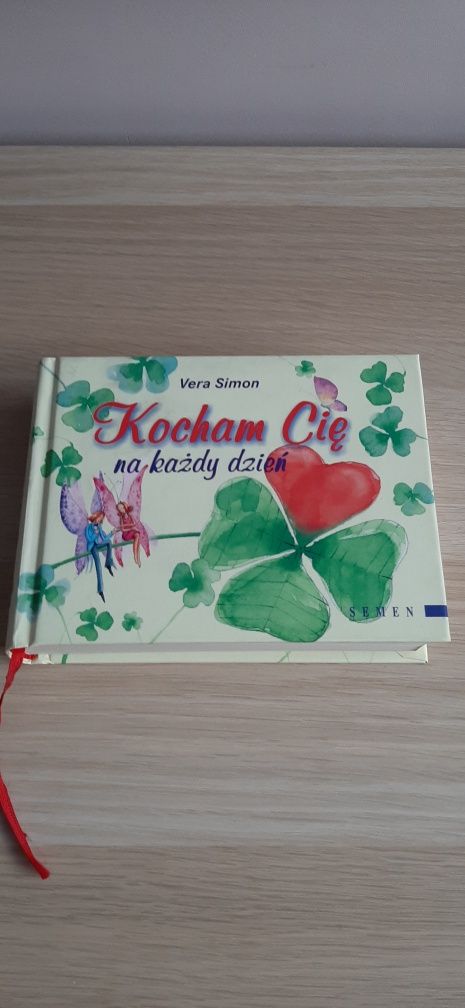 Vera Simon
Kocham Cię
na każdy dzień
SEMEN